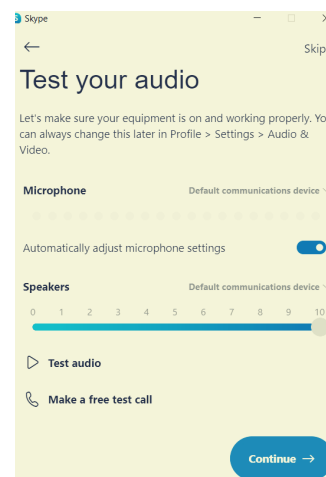 Skype
Skip
Test your audio
Let's make sure your equipment is on and working properly.
can always change this later in Profile > Settings > Audio &
Video.
Microphone Default communications device
Automatically adjust microphone settings
Speakers Default communications device
0 1 2 3 4 5 6 7 8 9 10
Test audio
Make a free test call
Continue →